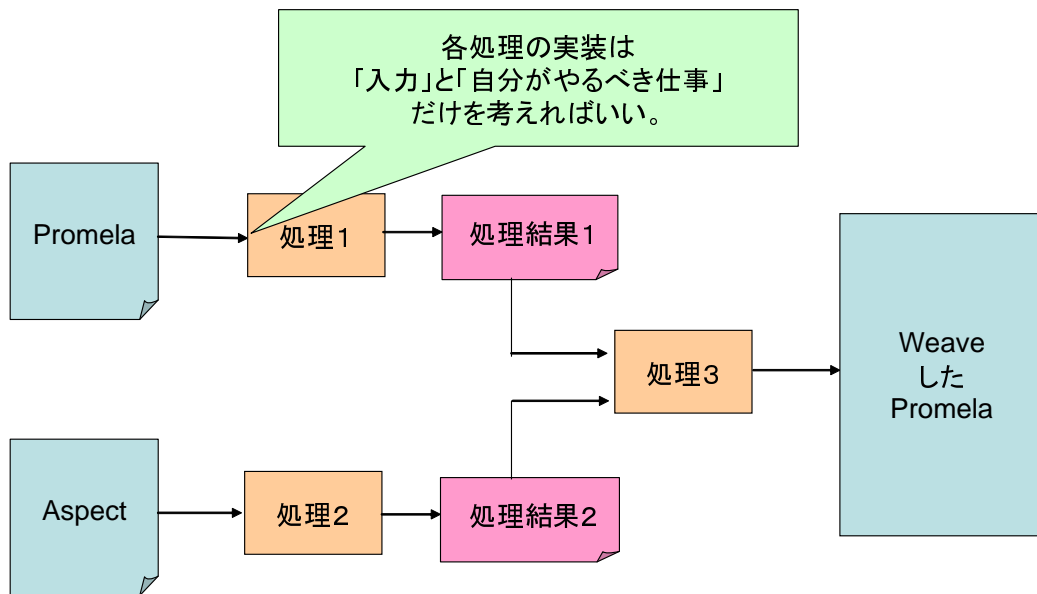 各処理の実装は
「入力」と「自分がやるべき仕事」
だけを考えればいい。
Promela
処理１
処理結果１
処理３
Weave
した
Promela
Aspect
処理２
処理結果２